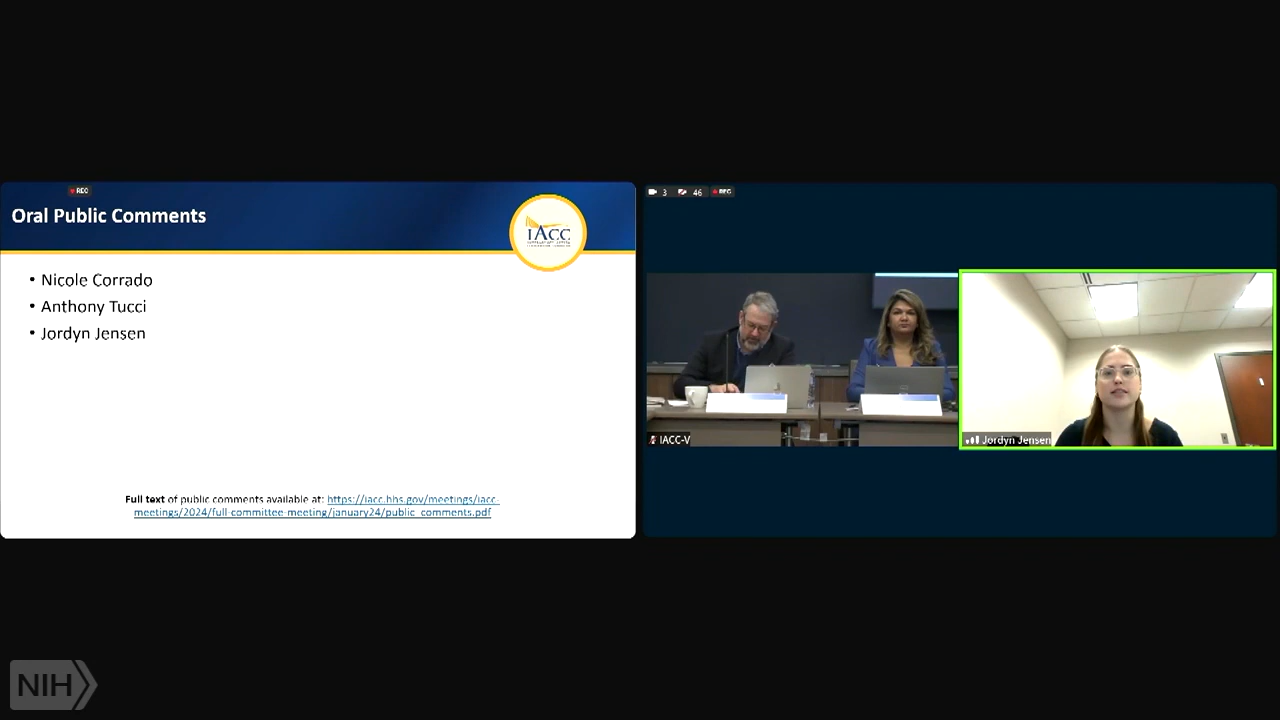 REC
Oral Public Comments
IACC
• Nicole Corrado
• Anthony Tucci
• Jordyn Jensen
Full text of public comments available at: https://iacc.hhs.gov/meetings/iacc-
meetings/2024/full-committee-meeting/january24/public_comments.pdf
3 46 REC
IACC-V
Jordyn Jensen
NIH